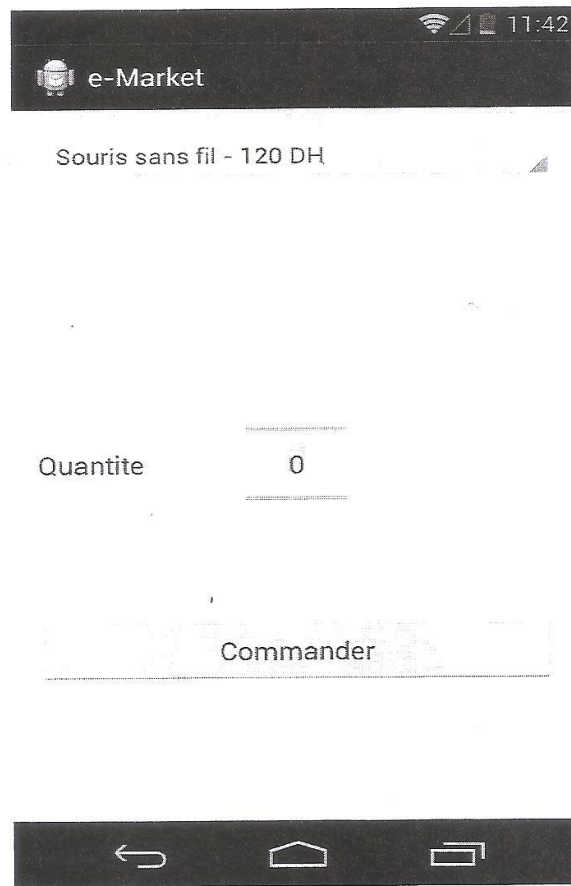 11:42
e-Market
Souris sans fil - 120 DH
Quantite 0
Commander